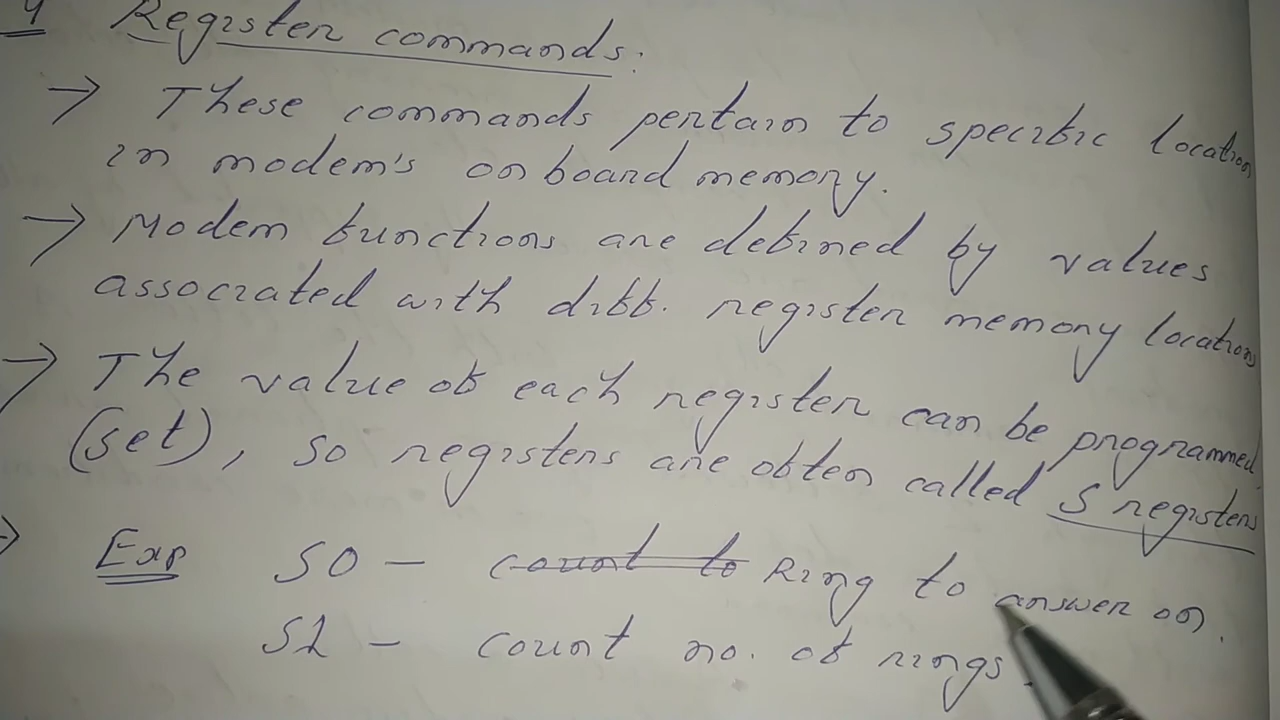 4 Register commands:
→ These commands pertain to specific location
in modem's on board memory.
→ Modem functions are defined by values
associated with diff. register memory locations
→ The value of each register can be programmed
(set), so registers are often called S registers
→ Exp S0 - count to Ring to answer on.
S1 - count no. of rings.